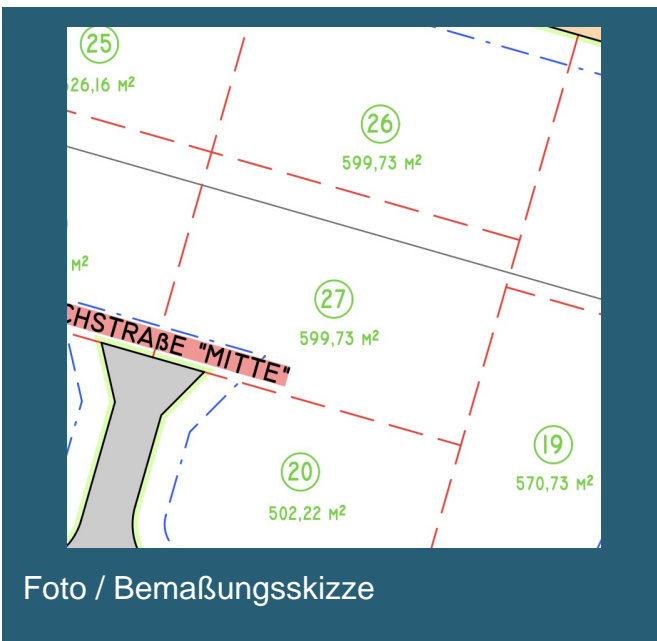 25
26,16 M²
26
599,73 M²
M²
27
599,73 M²
CHSTRAßE "MITTE"
19
570,73 M²
20
502,22 M²
Foto / Bemaßungsskizze